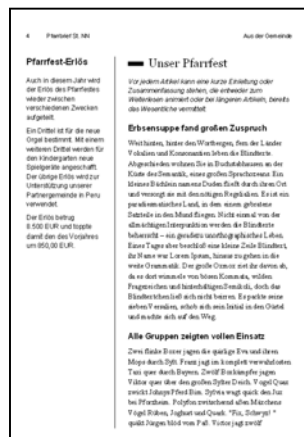 4 Pfarrbrief St. NN
Aus der Gemeinde
Pfarrfest-Erlös
Auch in diesem Jahr wird
der Erlös des Pfarrfestes
wieder zwischen
verschiedenen Zwecken
aufgeteilt.
Ein Drittel ist für die neue
Orgel bestimmt. Mit einem
weiteren Drittel werden für
den Kindergarten neue
Spielgeräte angeschafft.
Der übrige Erlös wird zur
Unterstützung unserer
Partnergemeinde in Peru
verwendet.
Der Erlös betrug
8.500 EUR und toppte
damit den des Vorjahres
um 850,00 EUR.
Unser Pfarrfest
Vor jedem Artikel kann eine kurze Einleitung oder
Zusammenfassung stehen, die entweder zum
Weiterlesen animiert oder bei längeren Artikeln, bereits
das Wesentliche vermittelt.
Erbsensuppe fand großen Zuspruch
Weit hinten, hinter den Wortbergen, fern der Länder
Vokalien und Konsonantien leben die Blindtexte.
Abgeschieden wohnen Sie in Buchstabhausen an der
Küste des Semantik, eines großen Sprachozeans. Ein
kleines Bächlein namens Duden fließt durch ihren Ort
und versorgt sie mit den nötigen Regelialien. Es ist ein
paradiesmatisches Land, in dem einem gebratene
Satzteile in den Mund fliegen. Nicht einmal von der
allmächtigen Interpunktion werden die Blindtexte
beherrscht – ein geradezu unorthographisches Leben.
Eines Tages aber beschloß eine kleine Zeile Blindtext,
ihr Name war Lorem Ipsum, hinaus zu gehen in die
weite Grammatik. Der große Oxmox riet ihr davon ab,
da es dort wimmele von bösen Kommata, wilden
Fragezeichen und hinterhältigen Semikoli, doch das
Blindtextchen ließ sich nicht beirren. Es packte seine
sieben Versalien, schob sich sein Initial in den Gürtel
und machte sich auf den Weg.
Alle Gruppen zeigten vollen Einsatz
Zwei flinke Boxer jagen die quirlige Eva und ihren
Mops durch Sylt. Franz jagt im komplett verwahrlosten
Taxi quer durch Bayern. Zwölf Boxkämpfer jagen
Viktor quer über den großen Sylter Deich. Vogel Quax
zwickt Johnys Pferd Bim. Sylvia wagt quick den Jux
bei Pforzheim. Polyfon zwitschernd aßen Mäxchens
Vögel Rüben, Joghurt und Quark. "Fix, Schwyz! "
quäkt Jürgen blöd vom Paß. Victor jagt zwölf